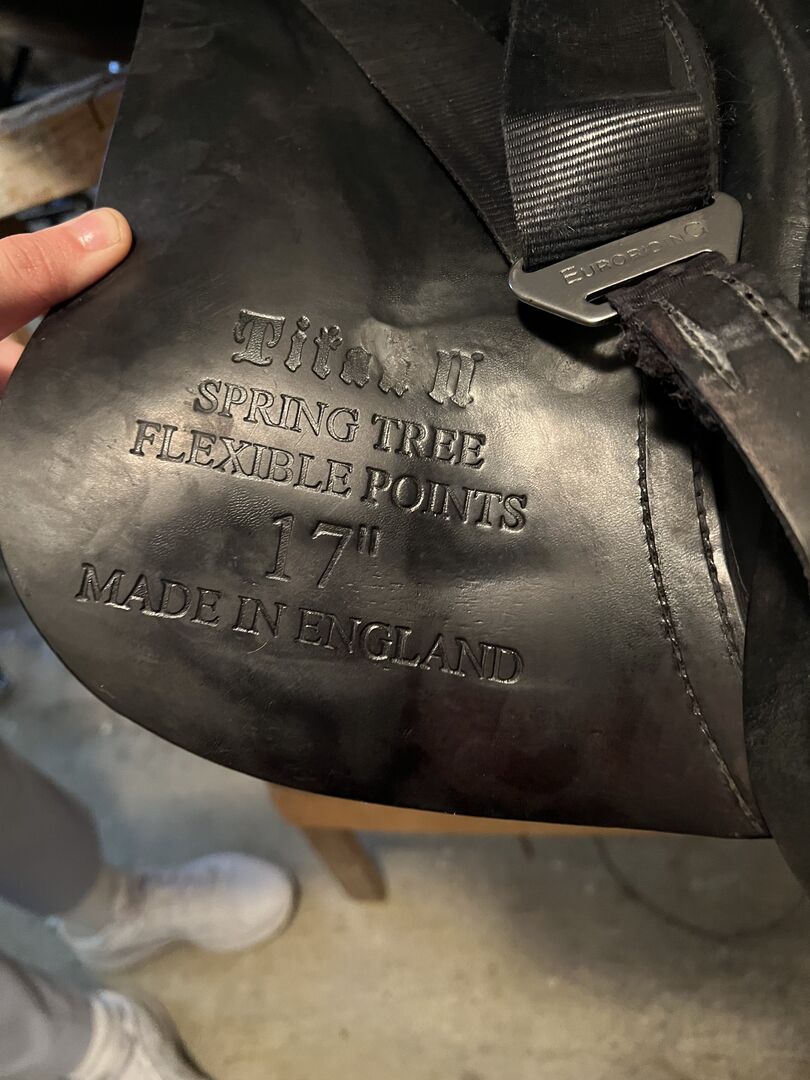 EURORIDING
Titan II
SPRING TREE
FLEXIBLE POINTS
17"
MADE IN ENGLAND